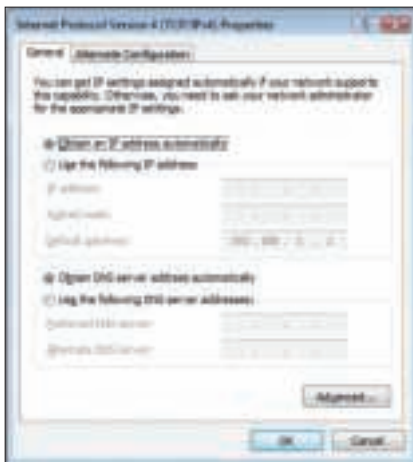 Internet Protocol Version 4 (TCP/IPv4) Properties
General Alternate Configuration
You can get IP settings assigned automatically if your network supports
this capability. Otherwise, you need to ask your network administrator
for the appropriate IP settings.
Obtain an IP address automatically
Use the following IP address:
IP address:
Subnet mask:
Default gateway:
Obtain DNS server address automatically
Use the following DNS server addresses:
Preferred DNS server:
Alternate DNS server:
Advanced...
OK Cancel